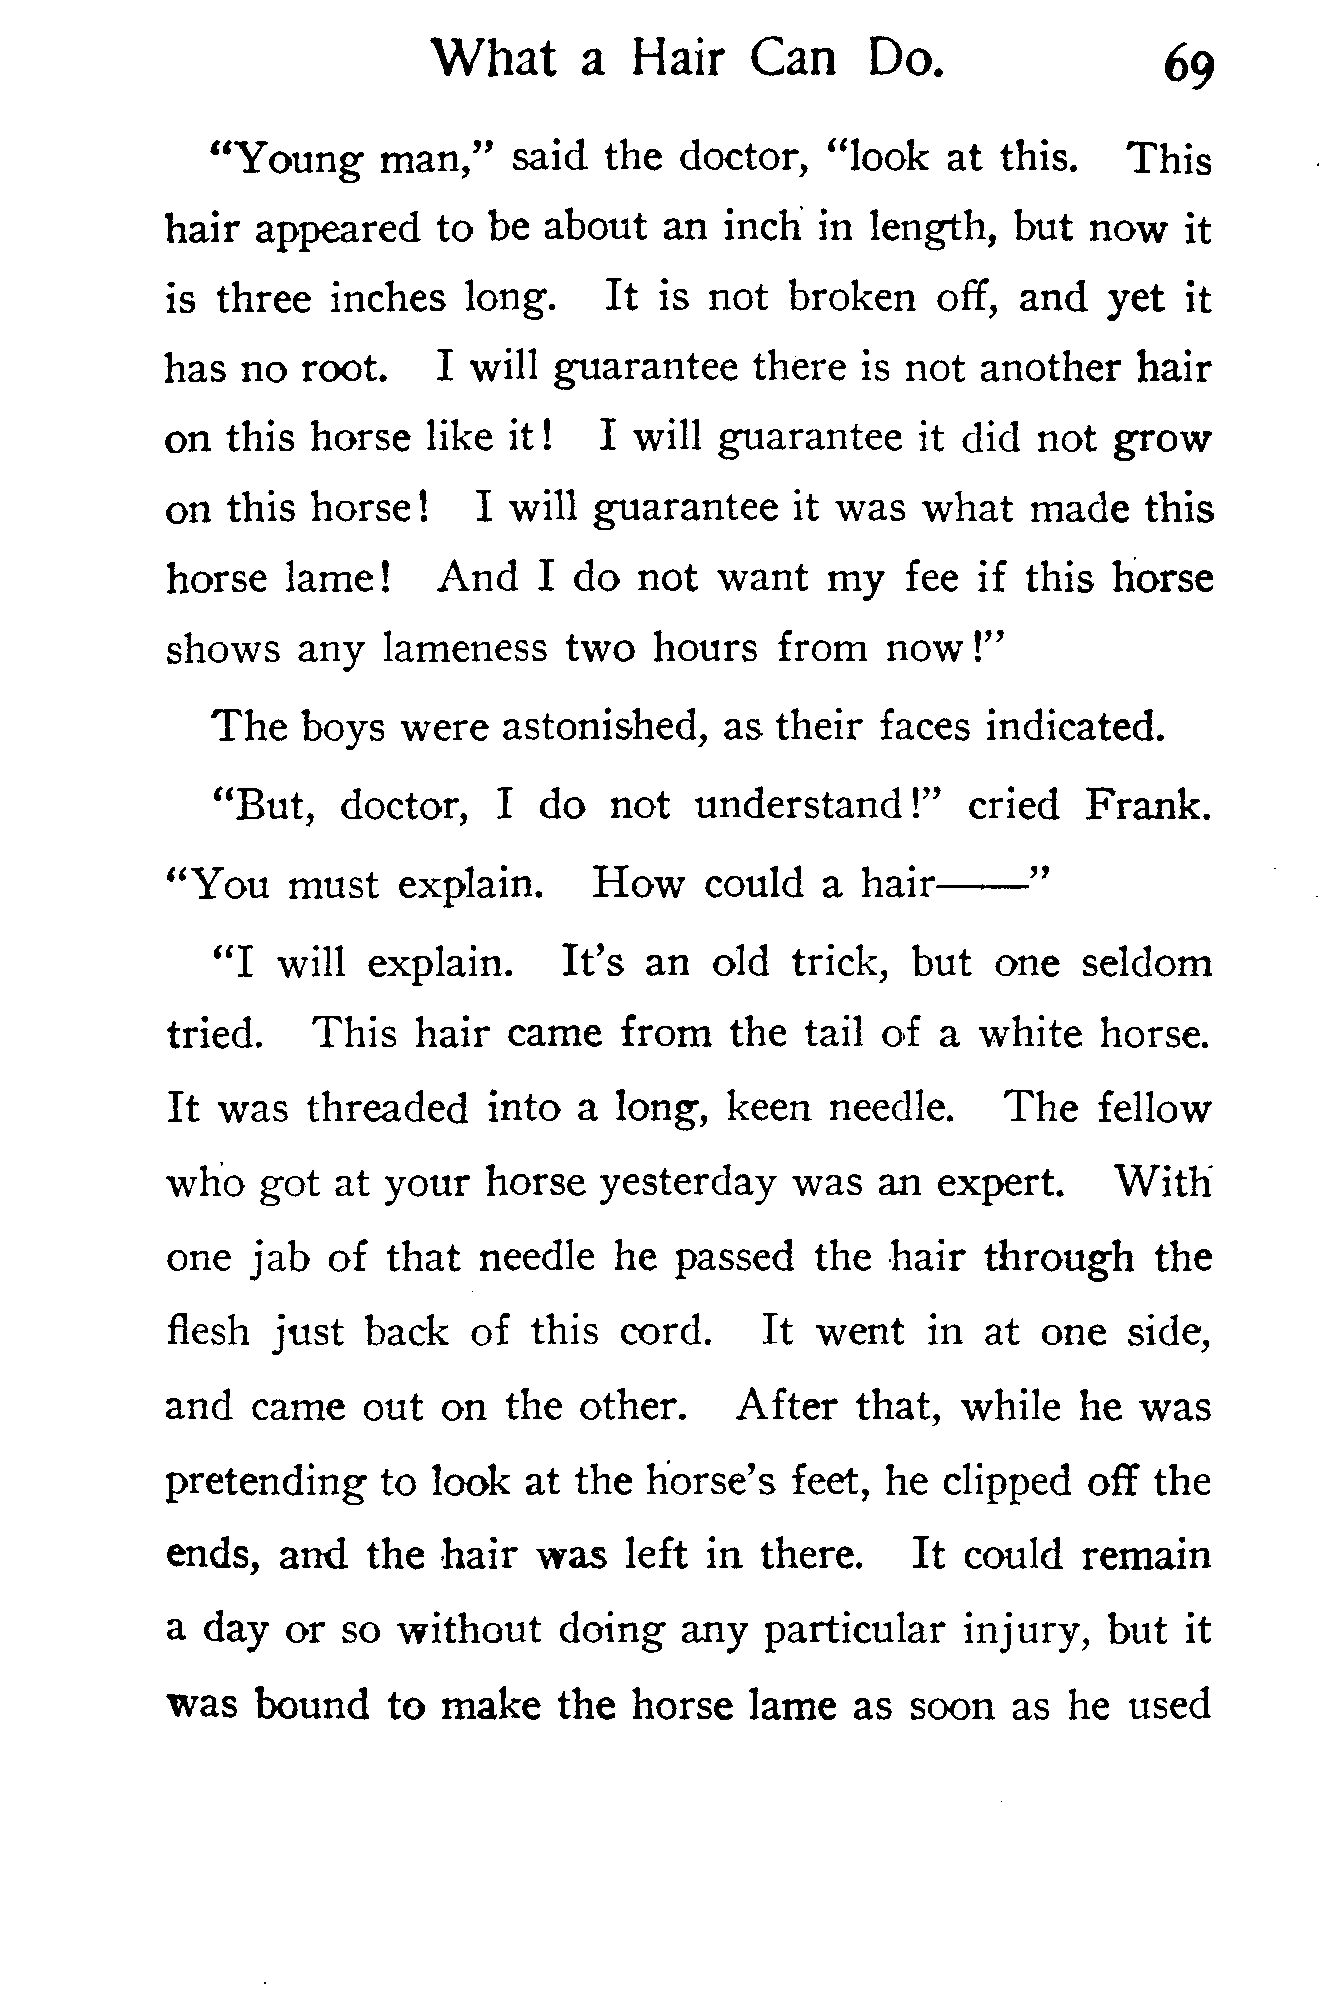 What a Hair Can Do. 69
“Young man,” said the doctor, “look at this. This
hair appeared to be about an inch in length, but now it
is three inches long. It is not broken off, and yet it
has no root. I will guarantee there is not another hair
on this horse like it! I will guarantee it did not grow
on this horse! I will guarantee it was what made this
horse lame! And I do not want my fee if this horse
shows any lameness two hours from now!”
The boys were astonished, as their faces indicated.
“But, doctor, I do not understand!” cried Frank.
“You must explain. How could a hair——”
“I will explain. It’s an old trick, but one seldom
tried. This hair came from the tail of a white horse.
It was threaded into a long, keen needle. The fellow
who got at your horse yesterday was an expert. With
one jab of that needle he passed the hair through the
flesh just back of this cord. It went in at one side,
and came out on the other. After that, while he was
pretending to look at the horse’s feet, he clipped off the
ends, and the hair was left in there. It could remain
a day or so without doing any particular injury, but it
was bound to make the horse lame as soon as he used